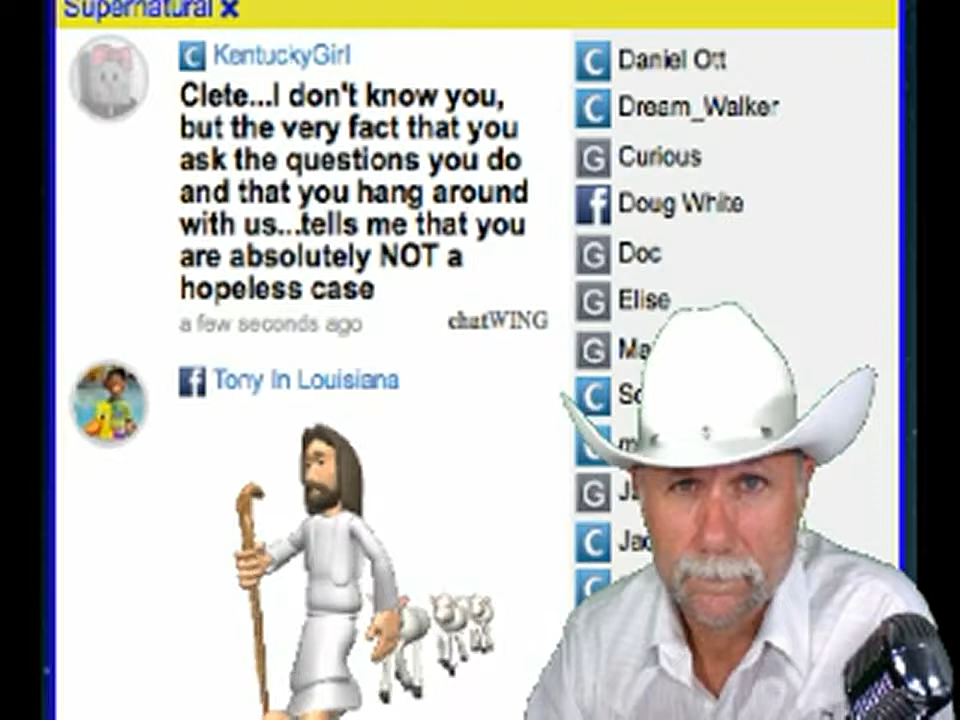 Supernatural x
KentuckyGirl
Clete...I don't know you,
but the very fact that you
ask the questions you do
and that you hang around
with us...tells me that you
are absolutely NOT a
hopeless case
a few seconds ago
chatWING
Tony In Louisiana
C Daniel Ott
C Dream_Walker
G Curious
f Doug White
G Doc
G Elise
G
C
G
C